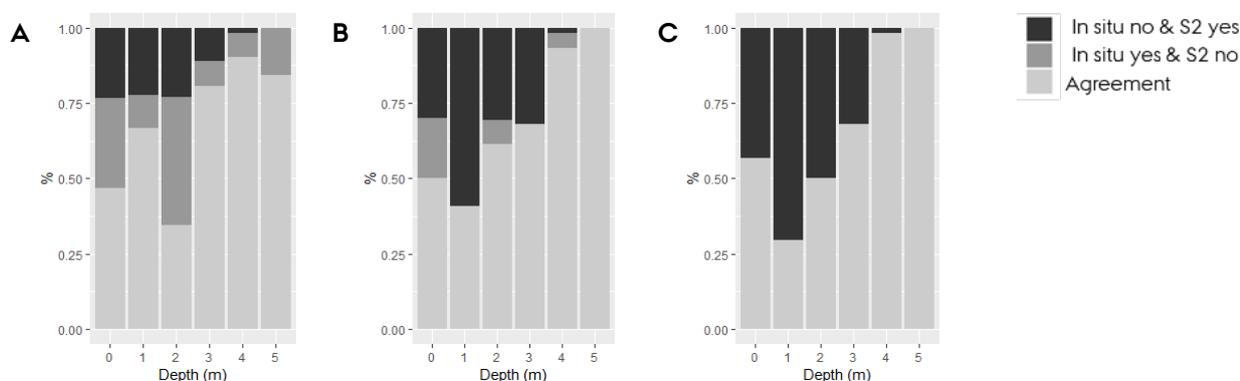 A
B
C
In situ no & S2 yes
In situ yes & S2 no
Agreement
1.00
0.75
0.50
0.25
0.00
%
0 1 2 3 4 5
Depth (m)
1.00
0.75
0.50
0.25
0.00
%
0 1 2 3 4 5
Depth (m)
1.00
0.75
0.50
0.25
0.00
%
0 1 2 3 4 5
Depth (m)